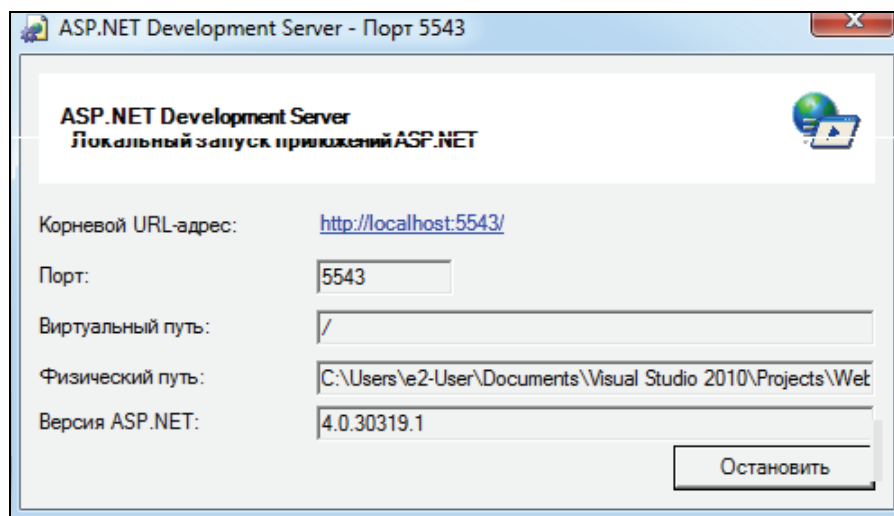 ASP.NET Development Server - Порт 5543
ASP.NET Development Server
Локальный запуск приложений ASP.NET
Корневой URL-адрес: http://localhost:5543/
Порт: 5543
Виртуальный путь: /
Физический путь: C:\Users\e2-User\Documents\Visual Studio 2010\Projects\Web
Версия ASP.NET: 4.0.30319.1
Остановить